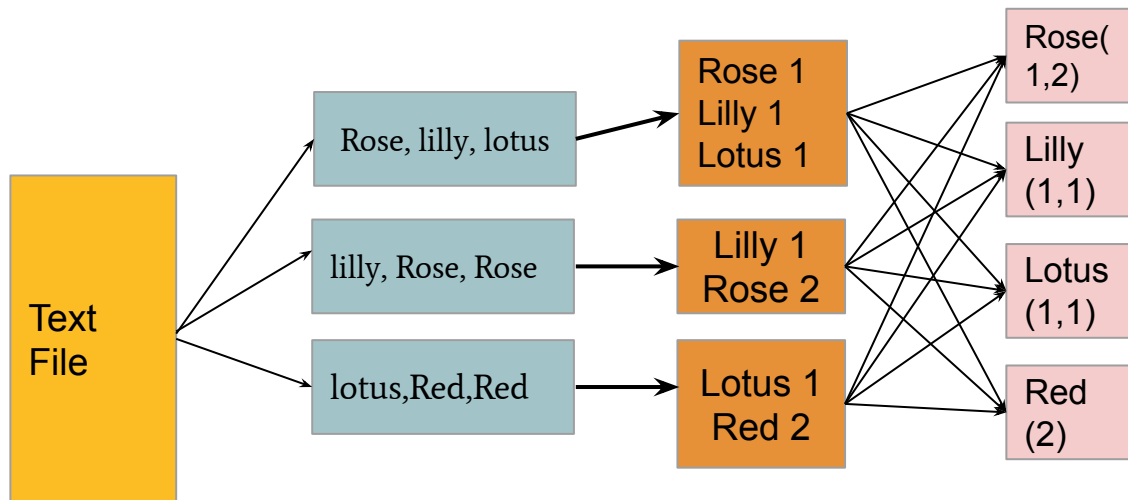 Text
File
Rose, lilly, lotus
lilly, Rose, Rose
lotus,Red,Red
Rose 1
Lilly 1
Lotus 1
Lilly 1
Rose 2
Lotus 1
Red 2
Rose(
1,2)
Lilly
(1,1)
Lotus
(1,1)
Red
(2)